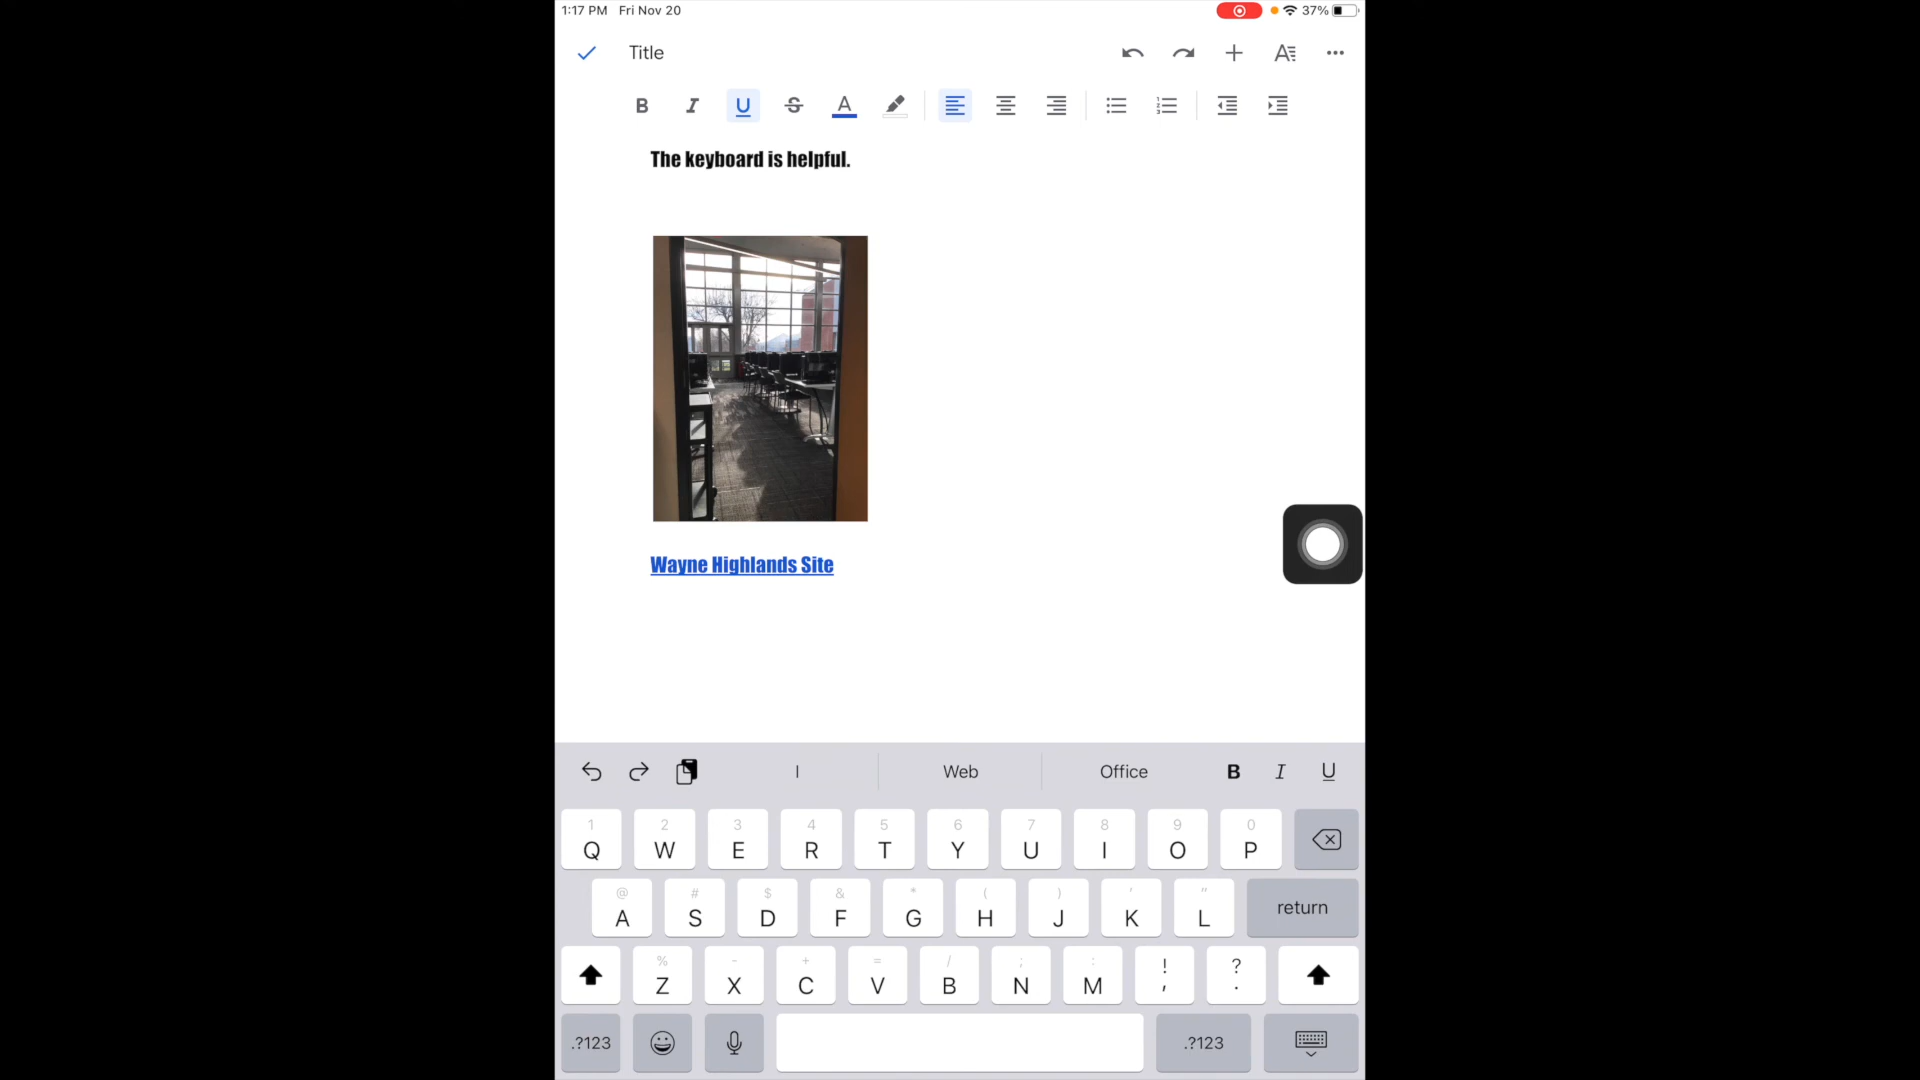 1:17 PM Fri Nov 20 37%
Title
B I U S A
The keyboard is helpful.
Wayne Highlands Site
I Web Office B I U
1 2 3 4 5 6 7 8 9 0
Q W E R T Y U I O P
@ # $ & * ( ) ' "
A S D F G H J K L return
% - + = / ; : ! ?
Z X C V B N M , .
.?123 .?123